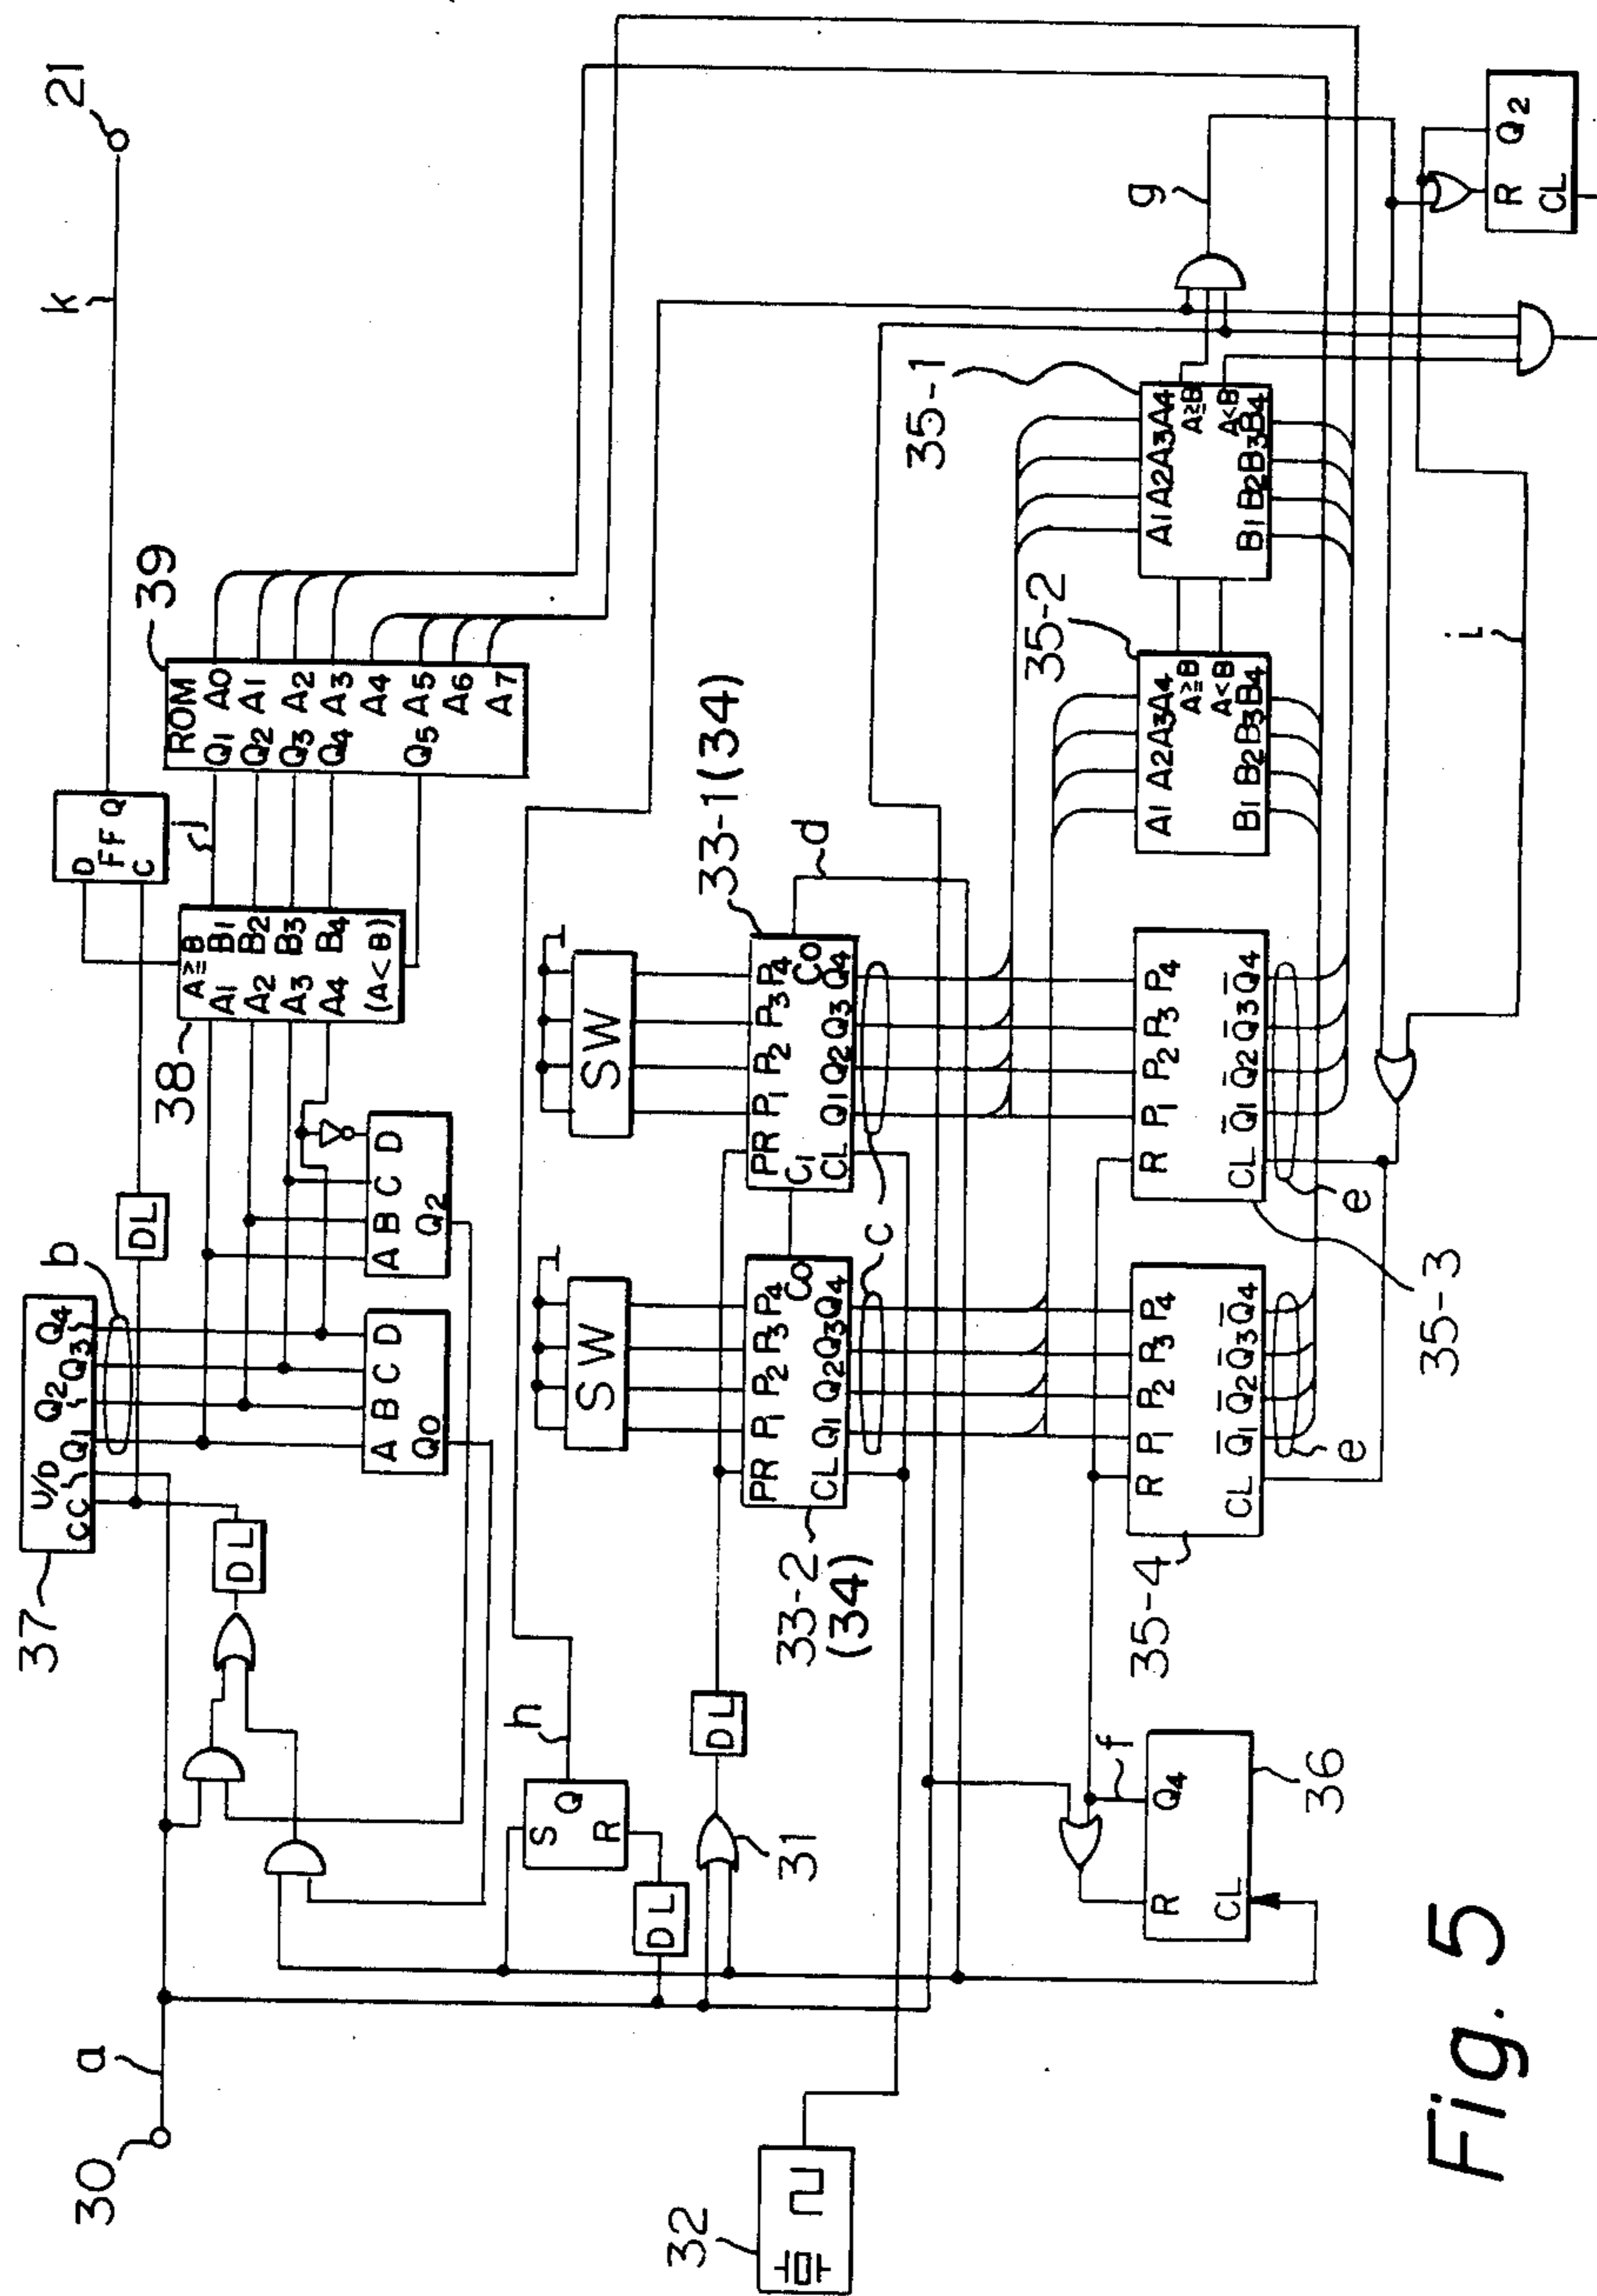 30
a
37
CC U/D Q1 Q2 Q3 Q4
b
DL
DL
A B C D
Q0
A B C D
Q2
38
A≧B
A1 B1
A2 B2
A3 B3
A4 B4
(A<B)
D
FF
C Q
j
k
21
39
ROM
Q1 A0
Q2 A1
Q3 A2
Q4 A3
A4
Q5 A5
A6
A7
S
Q
R
h
DL
31
DL
32
SW
SW
PR P1 P2 P3 P4
CO
CL Q1 Q2 Q3 Q4
33-2
(34)
PR P1 P2 P3 P4
C1 CO
CL Q1 Q2 Q3 Q4
33-1(34)
c
d
36
R Q4
CL
f
R P1 P2 P3 P4
CL Q̅1 Q̅2 Q̅3 Q̅4
35-4
e
R P1 P2 P3 P4
CL Q̅1 Q̅2 Q̅3 Q̅4
35-3
e
35-2
A1 A2 A3 A4
A≧B
A<B
B1 B2 B3 B4
35-1
A1 A2 A3 A4
A≧B
A<B
B1 B2 B3 B4
g
i
R Q2
CL
Fig. 5